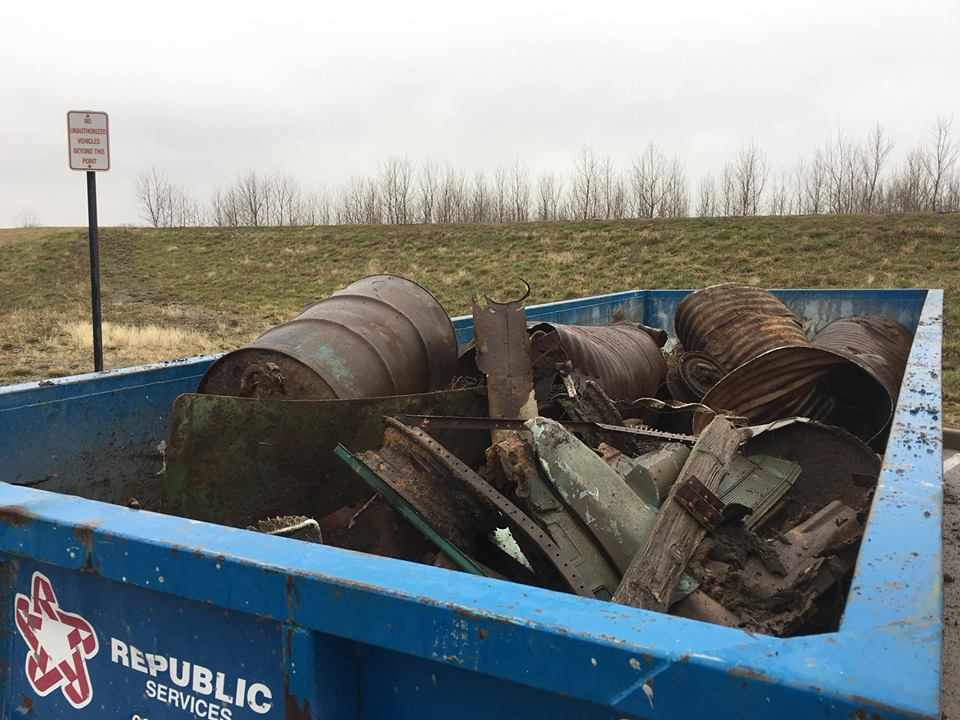 NO
UNAUTHORIZED
VEHICLES
BEYOND THIS
POINT
REPUBLIC
SERVICES